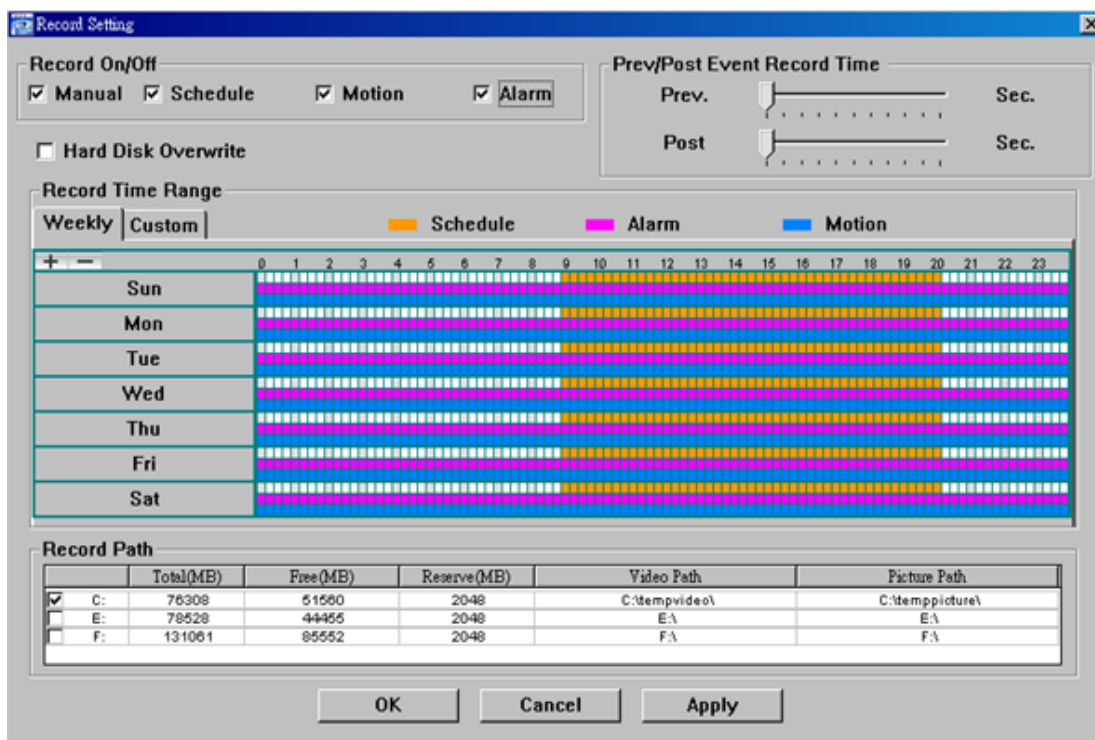 Record Setting
Record On/Off
Manual Schedule Motion Alarm
Prev/Post Event Record Time
Prev. Sec.
Post Sec.
Hard Disk Overwrite
Record Time Range
Weekly Custom Schedule Alarm Motion
+ − 0 1 2 3 4 5 6 7 8 9 10 11 12 13 14 15 16 17 18 19 20 21 22 23
Sun
Mon
Tue
Wed
Thu
Fri
Sat
Record Path
Total(MB) Free(MB) Reserve(MB) Video Path Picture Path
C: 76308 51560 2048 C:\tempvideo\ C:\temppicture\
E: 78528 44455 2048 E:\ E:\
F: 131061 85552 2048 F:\ F:\
OK Cancel Apply